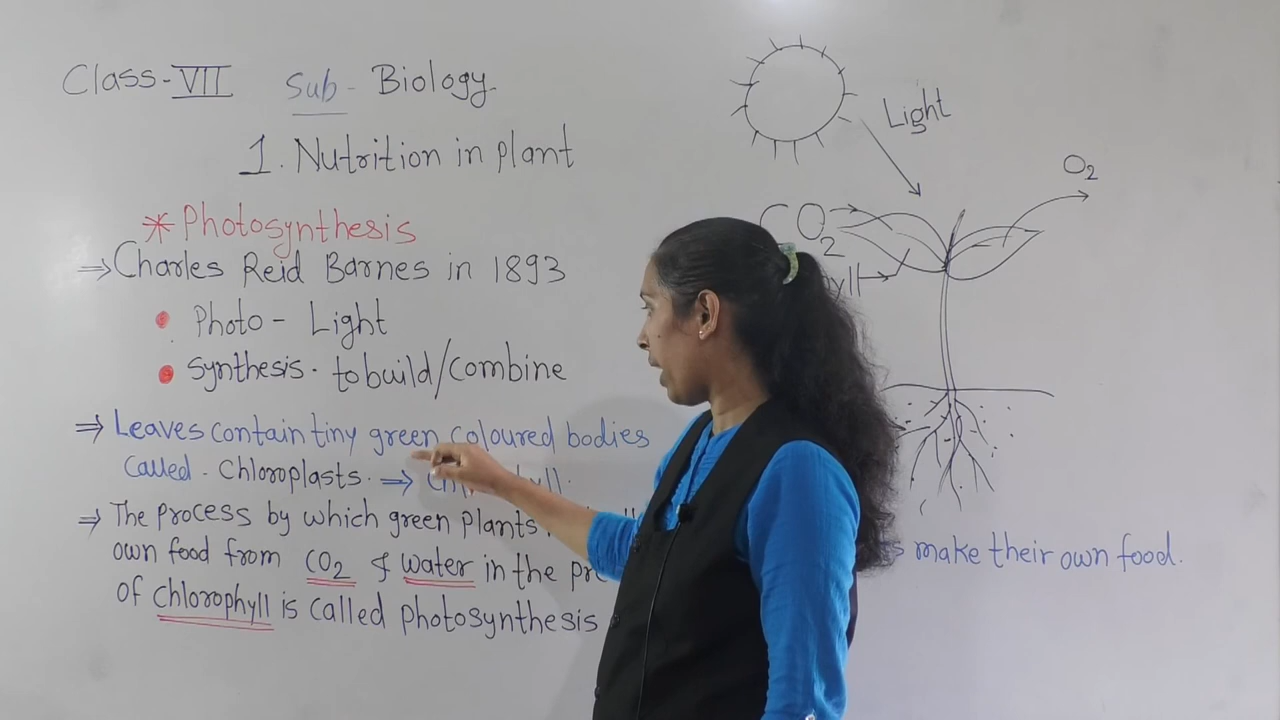 Class-VII Sub- Biology
1. Nutrition in plant
* Photosynthesis
⇒ Charles Reid Barnes in 1893
• Photo - Light
• Synthesis. to build/combine
⇒ Leaves contain tiny green coloured bodies
called - Chloroplasts. ⇒
⇒ The process by which green plants
own food from CO2 & water in the
of chlorophyll is called photosynthesis
Light
O2
CO2
make their own food.